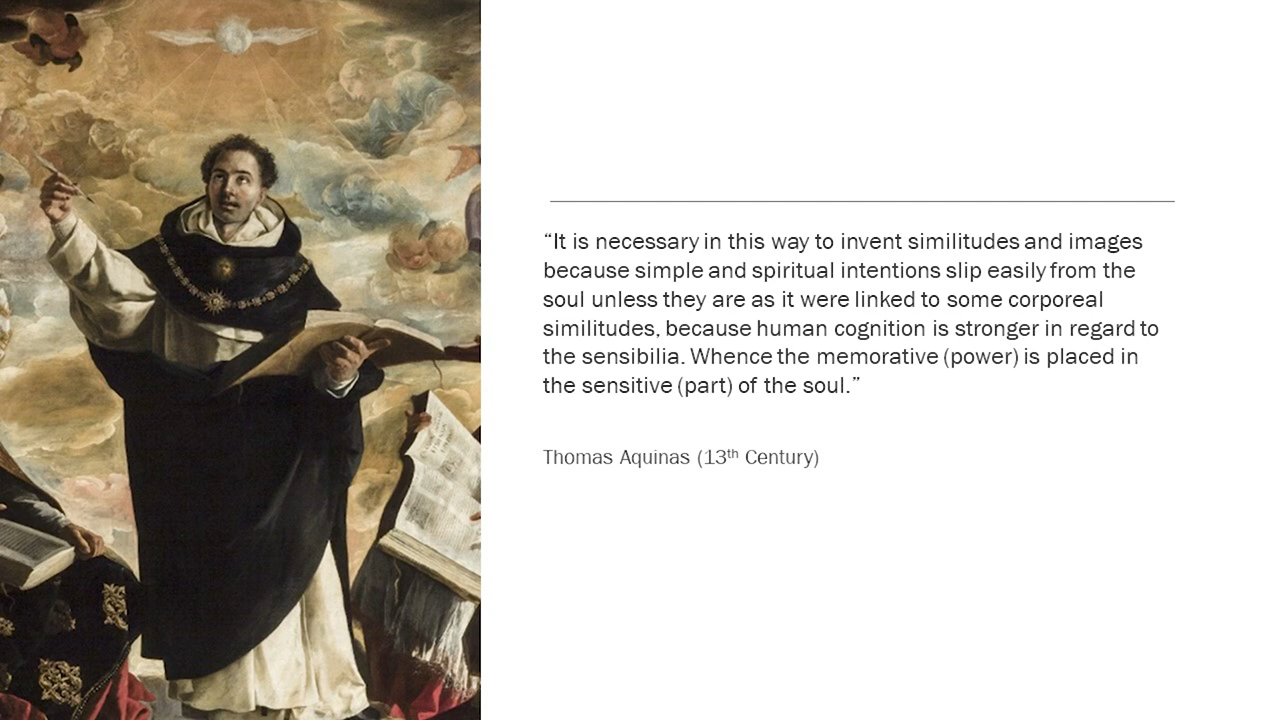 “It is necessary in this way to invent similitudes and images
because simple and spiritual intentions slip easily from the
soul unless they are as it were linked to some corporeal
similitudes, because human cognition is stronger in regard to
the sensibilia. Whence the memorative (power) is placed in
the sensitive (part) of the soul.”
Thomas Aquinas (13th Century)